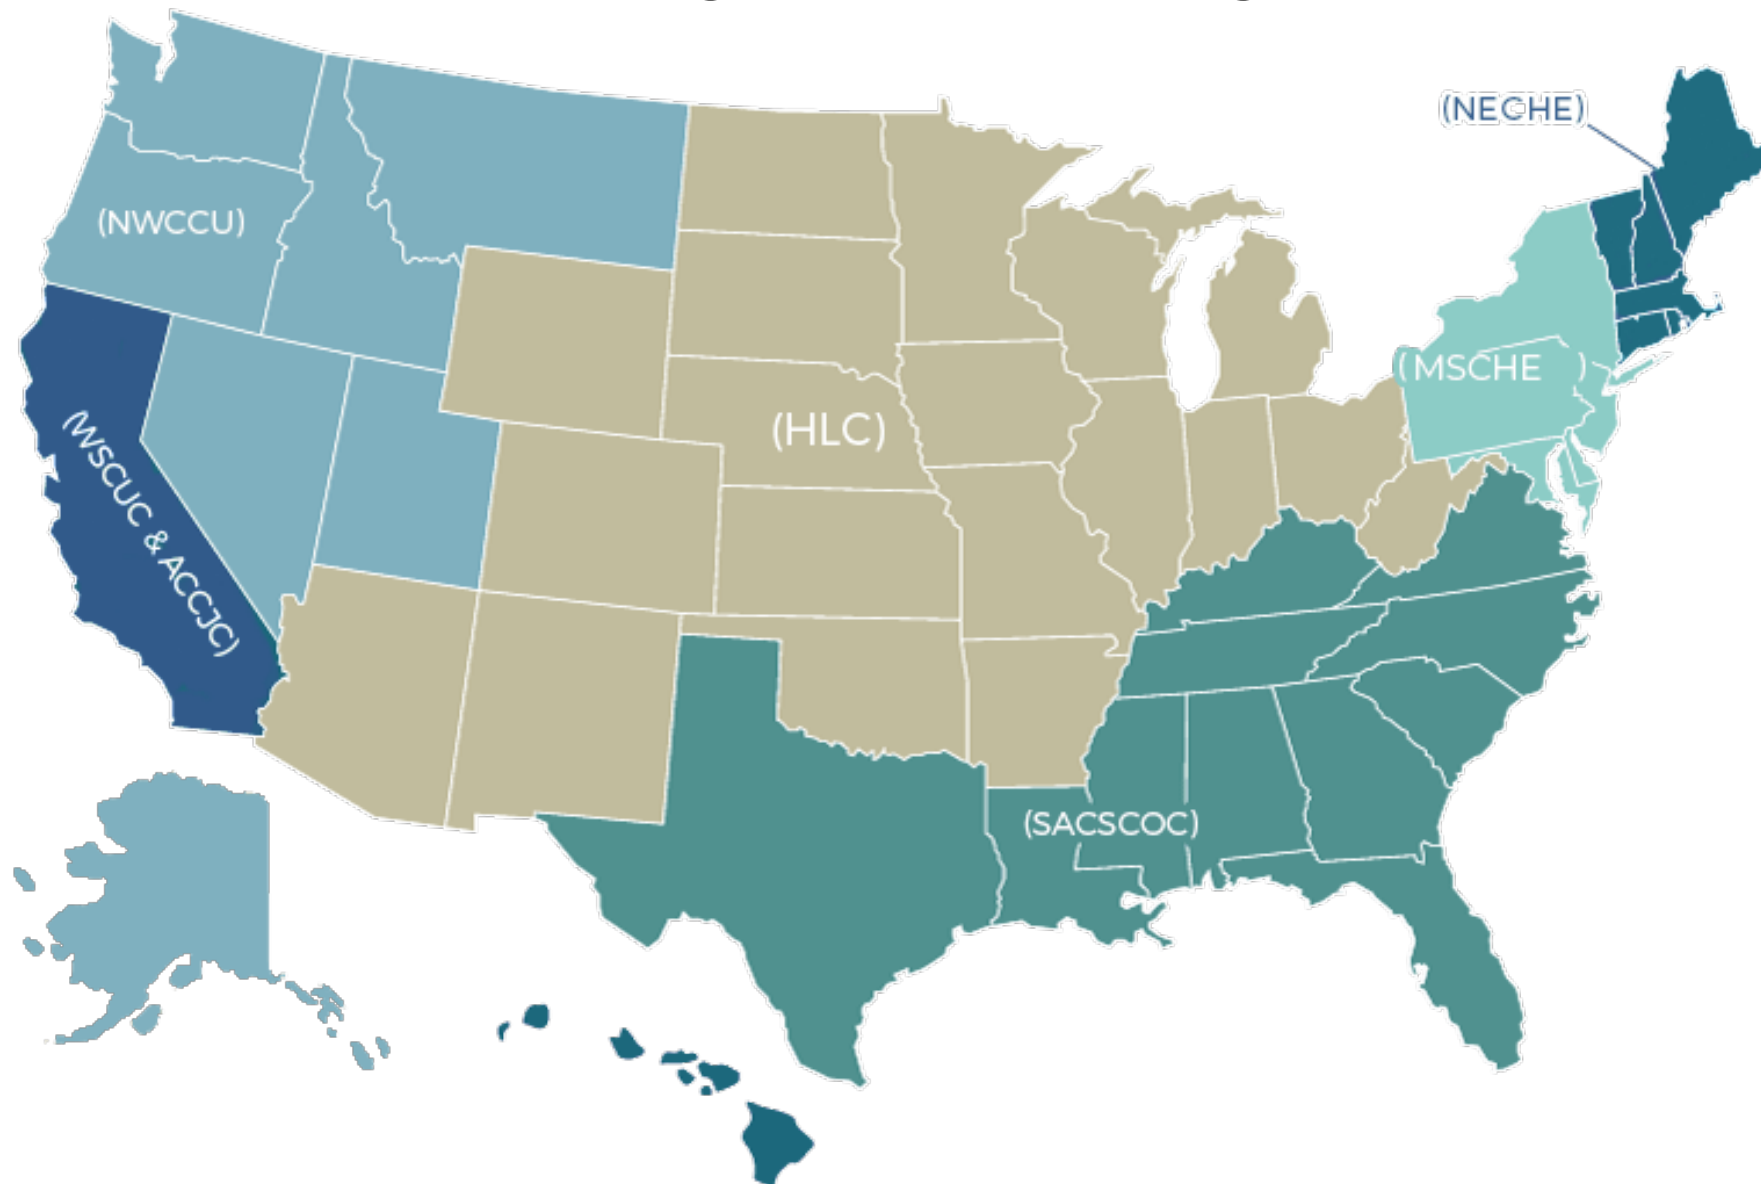 (NECHE)
(NWCCU)
(MSCHE )
(HLC)
(WSCUC & ACCJC)
(SACSCOC)